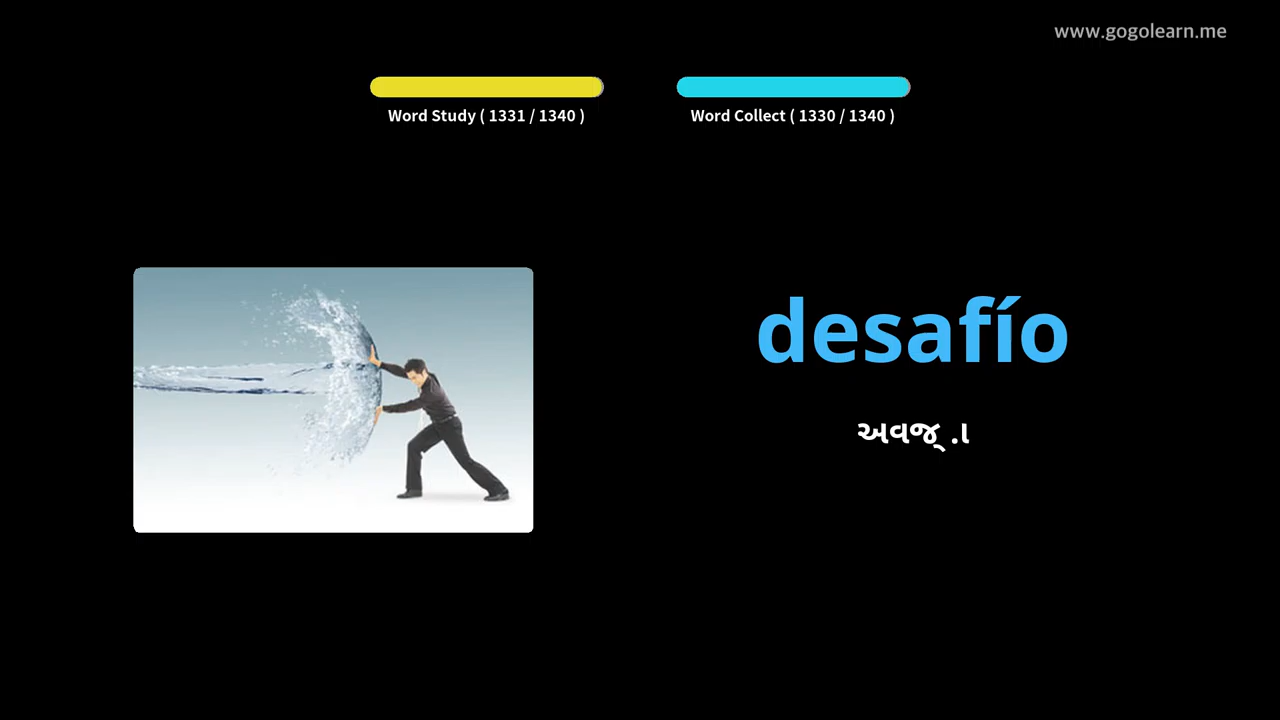 www.gogolearn.me
Word Study ( 1331 / 1340 )
Word Collect ( 1330 / 1340 )
desafío
અવજ્ .ા